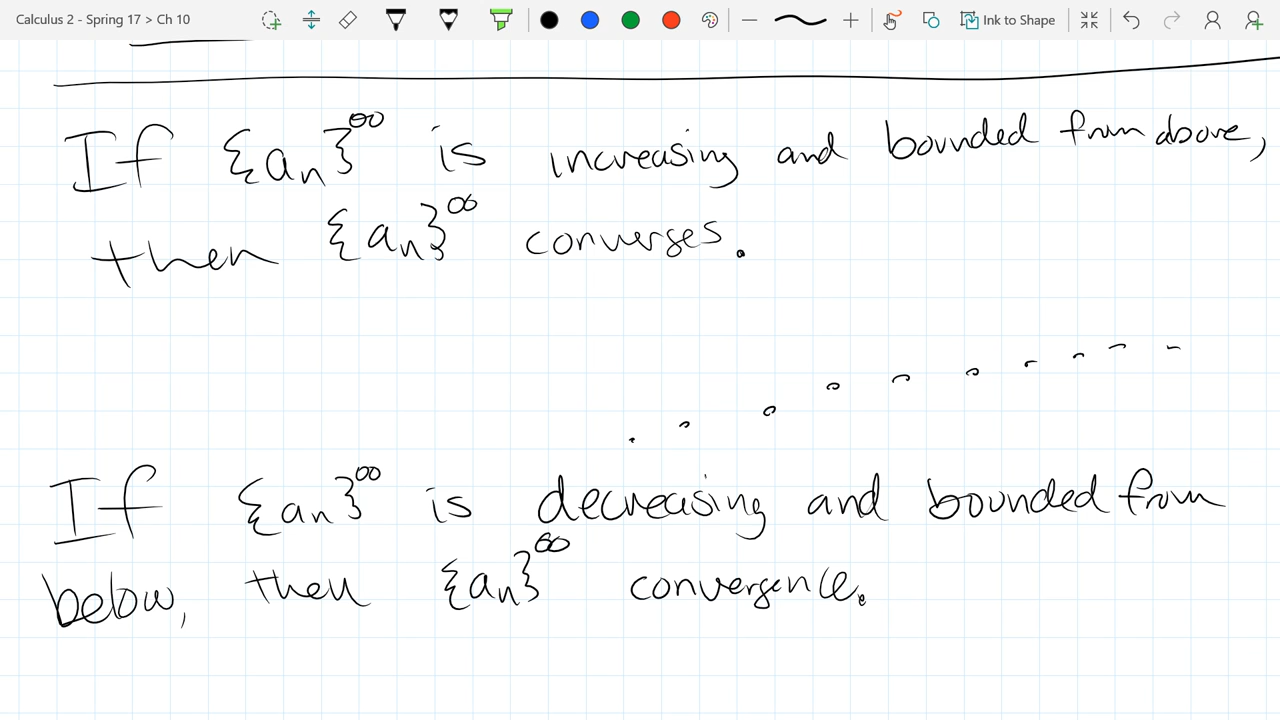 Calculus 2 - Spring 17 > Ch 10
Ink to Shape
If {aₙ}^∞ is increasing and bounded from above,
then {aₙ}^∞ converges.
If {aₙ}^∞ is decreasing and bounded from
below, then {aₙ}^∞ convergence.